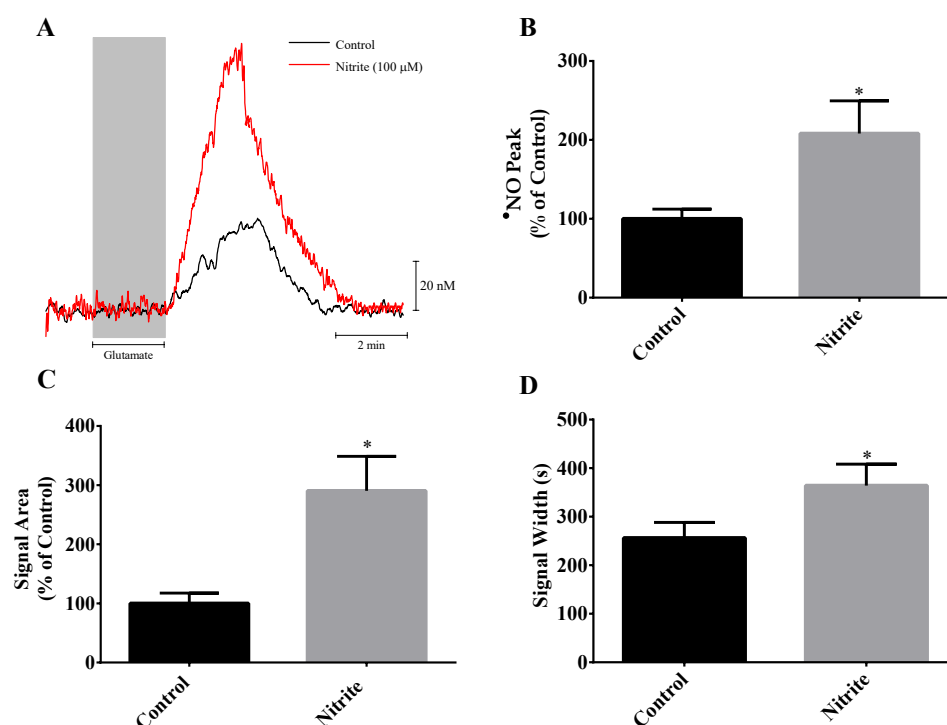 A
Control
Nitrite (100 μM)
20 nM
2 min
Glutamate
B
•NO Peak
(% of Control)
300
200
100
0
*
Control
Nitrite
C
Signal Area
(% of Control)
400
300
200
100
0
*
Control
Nitrite
D
Signal Width (s)
500
400
300
200
100
0
*
Control
Nitrite